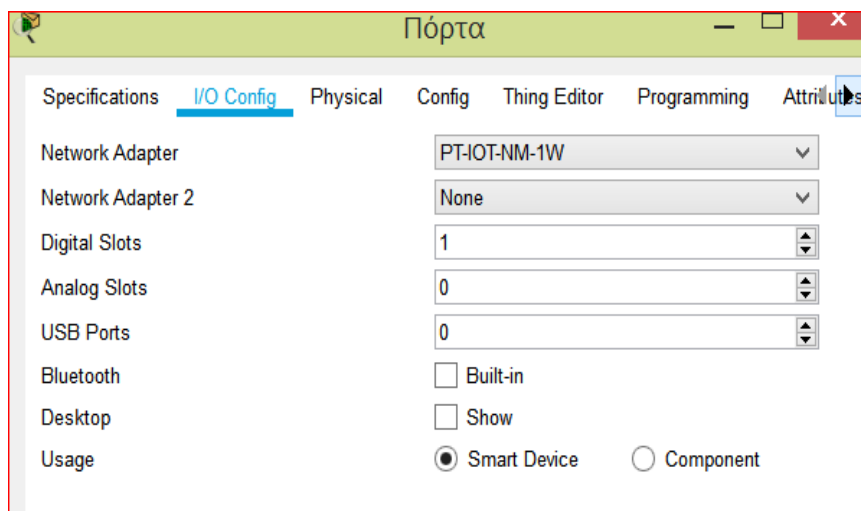 Πόρτα
Specifications I/O Config Physical Config Thing Editor Programming Attributes
Network Adapter PT-IOT-NM-1W
Network Adapter 2 None
Digital Slots 1
Analog Slots 0
USB Ports 0
Bluetooth Built-in
Desktop Show
Usage Smart Device Component